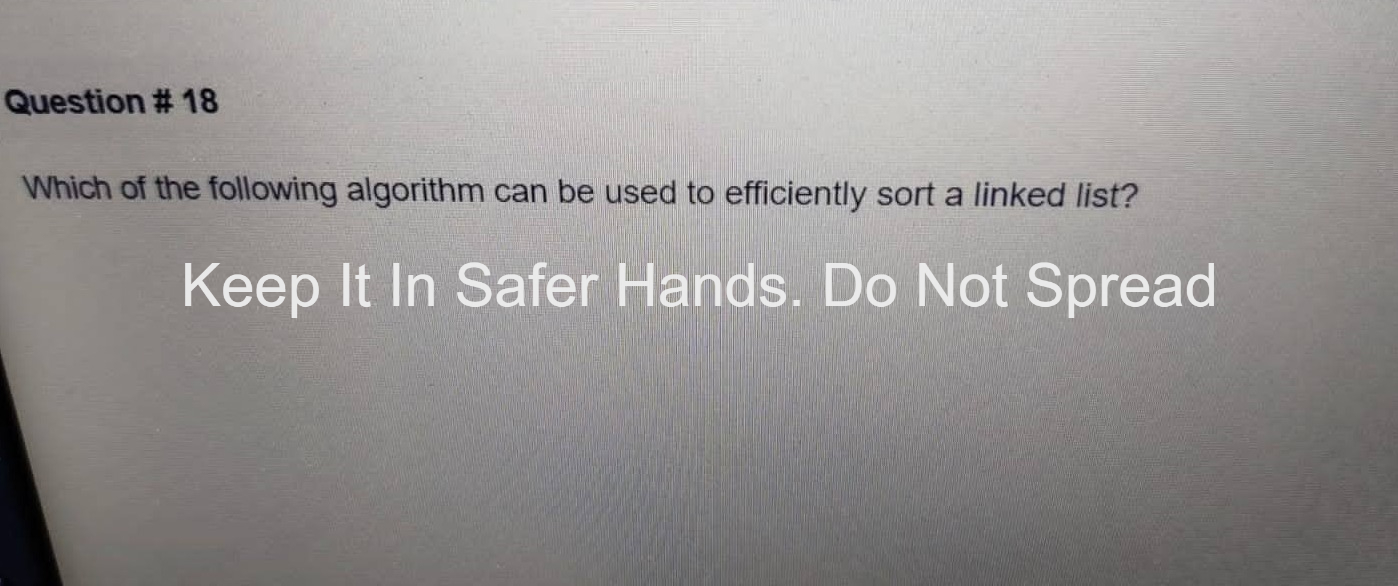 Question # 18
Which of the following algorithm can be used to efficiently sort a linked list?
Keep It In Safer Hands. Do Not Spread